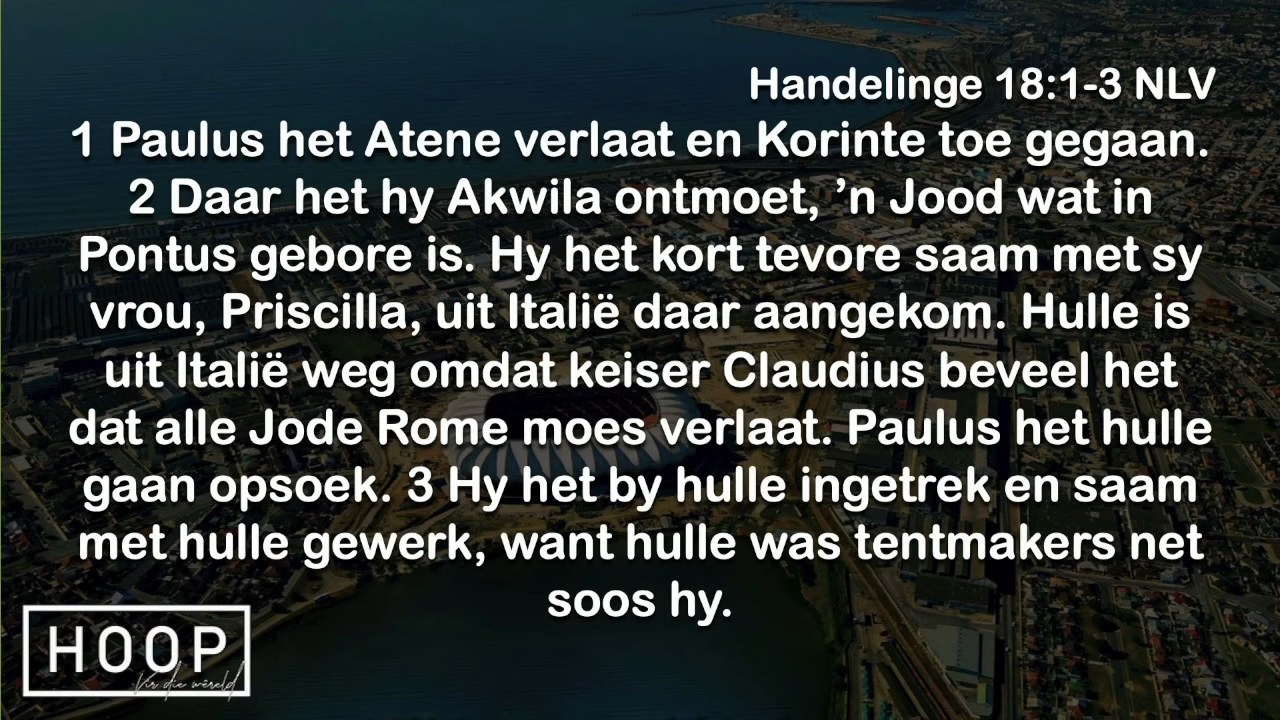 Handelinge 18:1-3 NLV
1 Paulus het Atene verlaat en Korinte toe gegaan.
2 Daar het hy Akwila ontmoet, ’n Jood wat in
Pontus gebore is. Hy het kort tevore saam met sy
vrou, Priscilla, uit Italië daar aangekom. Hulle is
uit Italië weg omdat keiser Claudius beveel het
dat alle Jode Rome moes verlaat. Paulus het hulle
gaan opsoek. 3 Hy het by hulle ingetrek en saam
met hulle gewerk, want hulle was tentmakers net
soos hy.
HOOP
Vir die wêreld